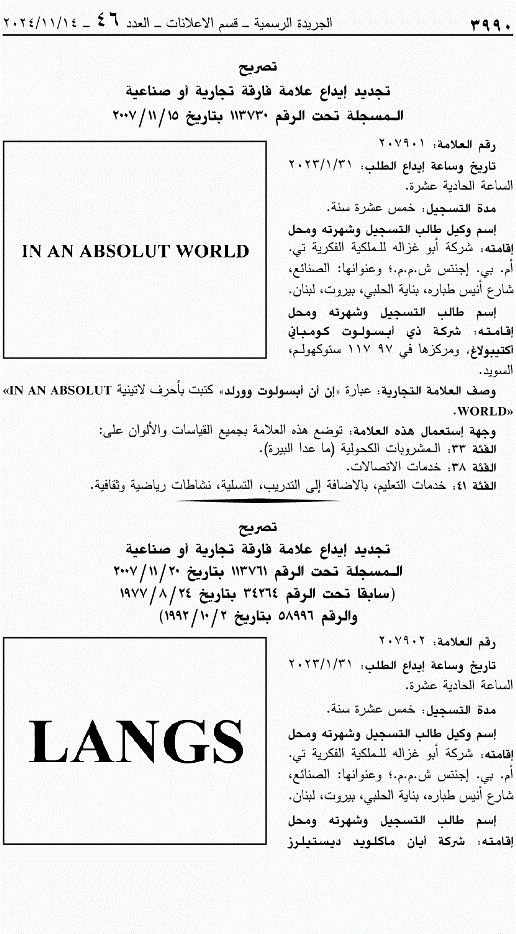 ٣٩٩٠ الجريدة الرسمية ــ قسم الاعلانات ــ العدد ٤٦ ــ ٢٠٢٤/١١/١٤
تصريح
تجديد إيداع علامة فارقة تجارية أو صناعية
المسجلة تحت الرقم ١١٣٧٣٠ بتاريخ ٢٠٠٧/١١/١٥
رقم العلامة: ٢٠٧٩٠١
تاريخ وساعة إيداع الطلب: ٢٠٢٣/١/٣١
الساعة الحادية عشرة.
مدة التسجيل: خمس عشرة سنة.
إسم وكيل طالب التسجيل وشهرته ومحل
إقامته: شركة أبو غزاله للملكية الفكرية تي.
أم. بي. إجنتس ش.م.م.؛ وعنوانها: الصنائع،
شارع أنيس طباره، بناية الحلبي، بيروت، لبنان.
إسم طالب التسجيل وشهرته ومحل
إقامته: شركة ذي أبسولوت كومباني
أكتيبولاغ، ومركزها في ٩٧ ١١٧ ستوكهولم،
السويد.
IN AN ABSOLUT WORLD
وصف العلامة التجارية: عبارة «إن أن أبسولوت وورلد» كتبت بأحرف لاتينية «IN AN ABSOLUT
WORLD».
وجهة إستعمال هذه العلامة: توضع هذه العلامة بجميع القياسات والألوان على:
الفئة ٣٣: المشروبات الكحولية (ما عدا البيرة).
الفئة ٣٨: خدمات الاتصالات.
الفئة ٤١: خدمات التعليم، بالاضافة إلى التدريب، التسلية، نشاطات رياضية وثقافية.
تصريح
تجديد إيداع علامة فارقة تجارية أو صناعية
المسجلة تحت الرقم ١١٣٧٦١ بتاريخ ٢٠٠٧/١١/٢٠
(سابقا تحت الرقم ٣٤٢٦٤ بتاريخ ١٩٧٧/٨/٢٤
والرقم ٥٨٩٩٦ بتاريخ ١٩٩٢/١٠/٢)
رقم العلامة: ٢٠٧٩٠٢
تاريخ وساعة إيداع الطلب: ٢٠٢٣/١/٣١
الساعة الحادية عشرة.
مدة التسجيل: خمس عشرة سنة.
إسم وكيل طالب التسجيل وشهرته ومحل
إقامته: شركة أبو غزاله للملكية الفكرية تي.
أم. بي. إجنتس ش.م.م.؛ وعنوانها: الصنائع،
شارع أنيس طباره، بناية الحلبي، بيروت، لبنان.
إسم طالب التسجيل وشهرته ومحل
إقامته: شركة أيان ماكلويد ديستيلرز
LANGS